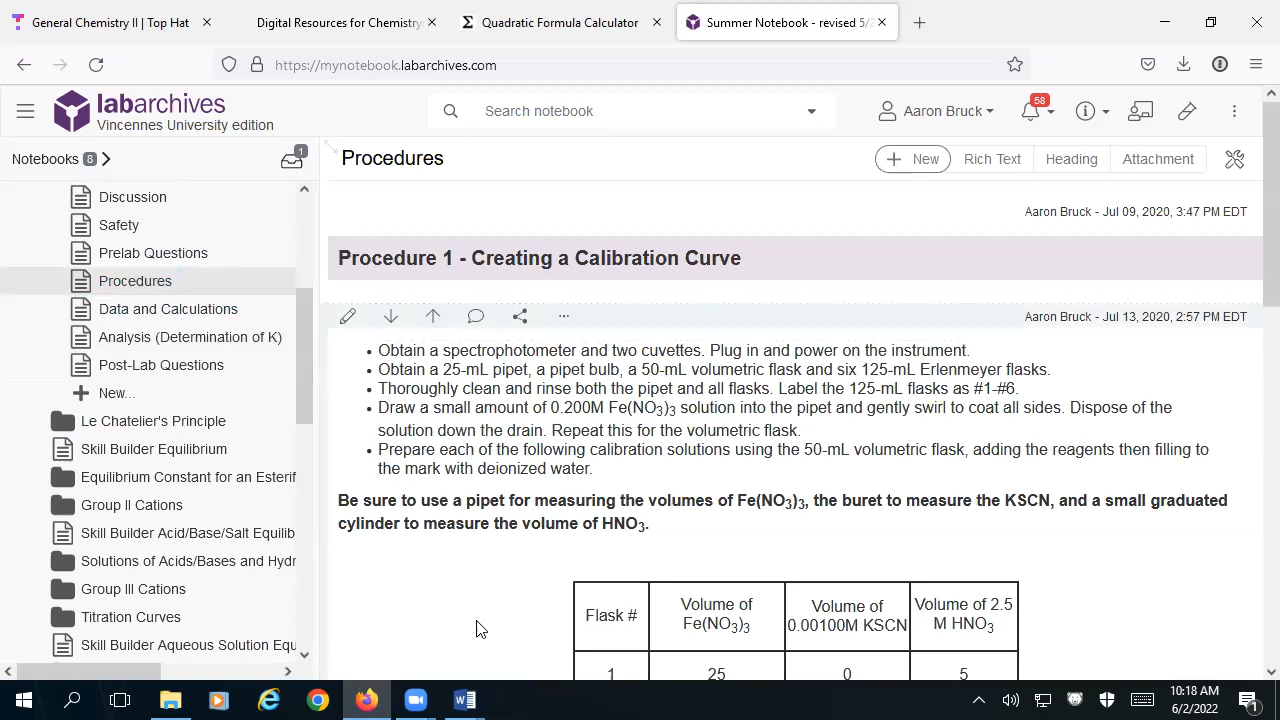 General Chemistry II | Top Hat
Digital Resources for Chemistry
Quadratic Formula Calculator
Summer Notebook - revised 5/2
https://mynotebook.labarchives.com
labarchives
Vincennes University edition
Search notebook
Aaron Bruck
58
Notebooks 8
1
Procedures
New
Rich Text
Heading
Attachment
Discussion
Safety
Prelab Questions
Procedures
Data and Calculations
Analysis (Determination of K)
Post-Lab Questions
New...
Le Chatelier's Principle
Skill Builder Equilibrium
Equilibrium Constant for an Esterif
Group II Cations
Skill Builder Acid/Base/Salt Equilib
Solutions of Acids/Bases and Hydr
Group III Cations
Titration Curves
Skill Builder Aqueous Solution Equ
Aaron Bruck - Jul 09, 2020, 3:47 PM EDT
Procedure 1 - Creating a Calibration Curve
Aaron Bruck - Jul 13, 2020, 2:57 PM EDT
• Obtain a spectrophotometer and two cuvettes. Plug in and power on the instrument.
• Obtain a 25-mL pipet, a pipet bulb, a 50-mL volumetric flask and six 125-mL Erlenmeyer flasks.
• Thoroughly clean and rinse both the pipet and all flasks. Label the 125-mL flasks as #1-#6.
• Draw a small amount of 0.200M Fe(NO₃)₃ solution into the pipet and gently swirl to coat all sides. Dispose of the
solution down the drain. Repeat this for the volumetric flask.
• Prepare each of the following calibration solutions using the 50-mL volumetric flask, adding the reagents then filling to
the mark with deionized water.
Be sure to use a pipet for measuring the volumes of Fe(NO₃)₃, the buret to measure the KSCN, and a small graduated
cylinder to measure the volume of HNO₃.
Flask #
Volume of
Fe(NO₃)₃
Volume of
0.00100M KSCN
Volume of 2.5
M HNO₃
1
25
0
5
10:18 AM
6/2/2022
1